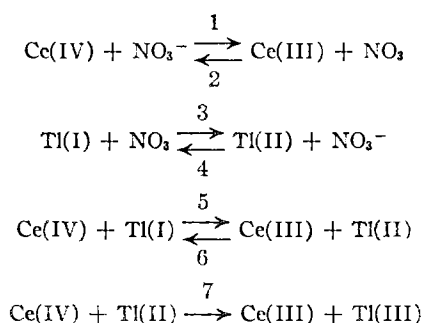 1
Ce(IV) + NO₃⁻ ⇌ Ce(III) + NO₃
2
3
Tl(I) + NO₃ ⇌ Tl(II) + NO₃⁻
4
5
Ce(IV) + Tl(I) ⇌ Ce(III) + Tl(II)
6
7
Ce(IV) + Tl(II) ⟶ Ce(III) + Tl(III)